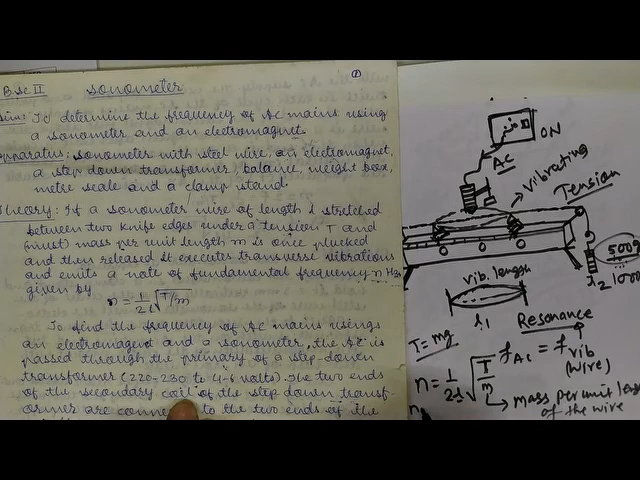 B.Sc II
Sonometer
①
Aim: To determine the frequency of AC mains using
a sonometer and an electromagnet.
Apparatus: Sonometer with steel wire, an electromagnet,
a step down transformer, balance, weight box,
metre scale and a clamp stand.
Theory: If a sonometer wire of length l stretched
between two knife edges under a tension T and
mass per unit length m is once plucked
and then released it executes transverse vibrations
and emits a note of fundamental frequency n Hz,
given by
n = 1/2l √T/m
To find the frequency of AC mains usings
an electromagnet and a sonometer, the AC is
passed through the primary of a step-down
transformer (220-230 to 4-6 volts). The two ends
of the secondary coil of the step down transf-
ormer are conne to the two ends of the
ON
AC
vibrating
Tension
500g
l2 1000
vib. length
l1
Resonance
T=mg
fAC = fvib
(wire)
n = 1/2l √T/m
mass per unit leng
of the wire
n